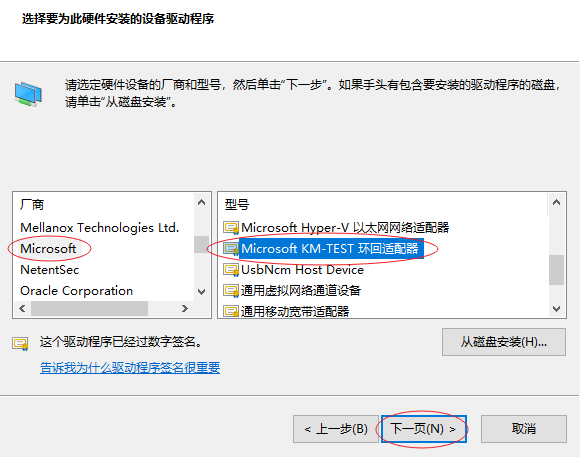 选择要为此硬件安装的设备驱动程序
请选定硬件设备的厂商和型号，然后单击“下一步”。如果手头有包含要安装的驱动程序的磁盘，
请单击“从磁盘安装”。
厂商
Mellanox Technologies Ltd.
Microsoft
NetentSec
Oracle Corporation
型号
Microsoft Hyper-V 以太网网络适配器
Microsoft KM-TEST 环回适配器
UsbNcm Host Device
通用虚拟网络通道设备
通用移动宽带适配器
这个驱动程序已经过数字签名。
告诉我为什么驱动程序签名很重要
从磁盘安装(H)...
< 上一步(B)
下一页(N) >
取消